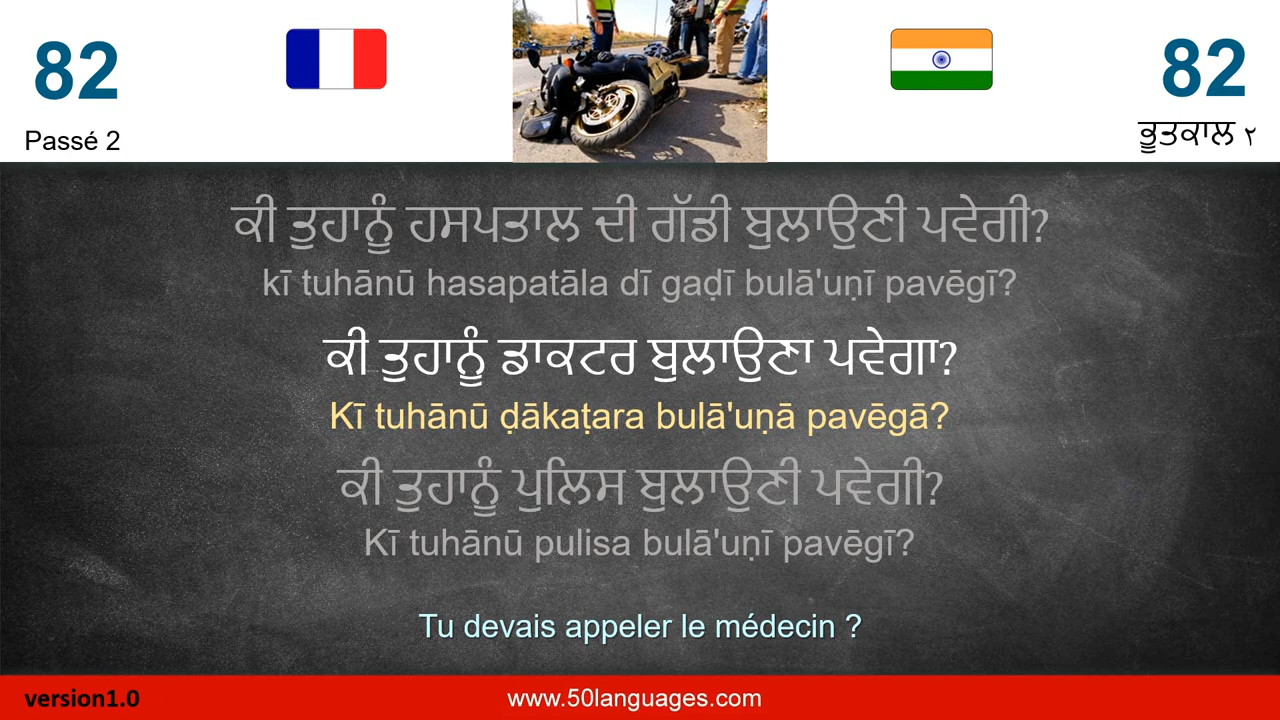 82
Passé 2
82
ਭੂਤਕਾਲ ੨
ਕੀ ਤੁਹਾਨੂੰ ਹਸਪਤਾਲ ਦੀ ਗੱਡੀ ਬੁਲਾਉਣੀ ਪਵੇਗੀ?
kī tuhānū hasapatāla dī gaḍī bulā'uṇī pavēgī?
ਕੀ ਤੁਹਾਨੂੰ ਡਾਕਟਰ ਬੁਲਾਉਣਾ ਪਵੇਗਾ?
Kī tuhānū ḍākaṭara bulā'uṇā pavēgā?
ਕੀ ਤੁਹਾਨੂੰ ਪੁਲਿਸ ਬੁਲਾਉਣੀ ਪਵੇਗੀ?
Kī tuhānū pulisa bulā'uṇī pavēgī?
Tu devais appeler le médecin ?
version1.0
www.50languages.com